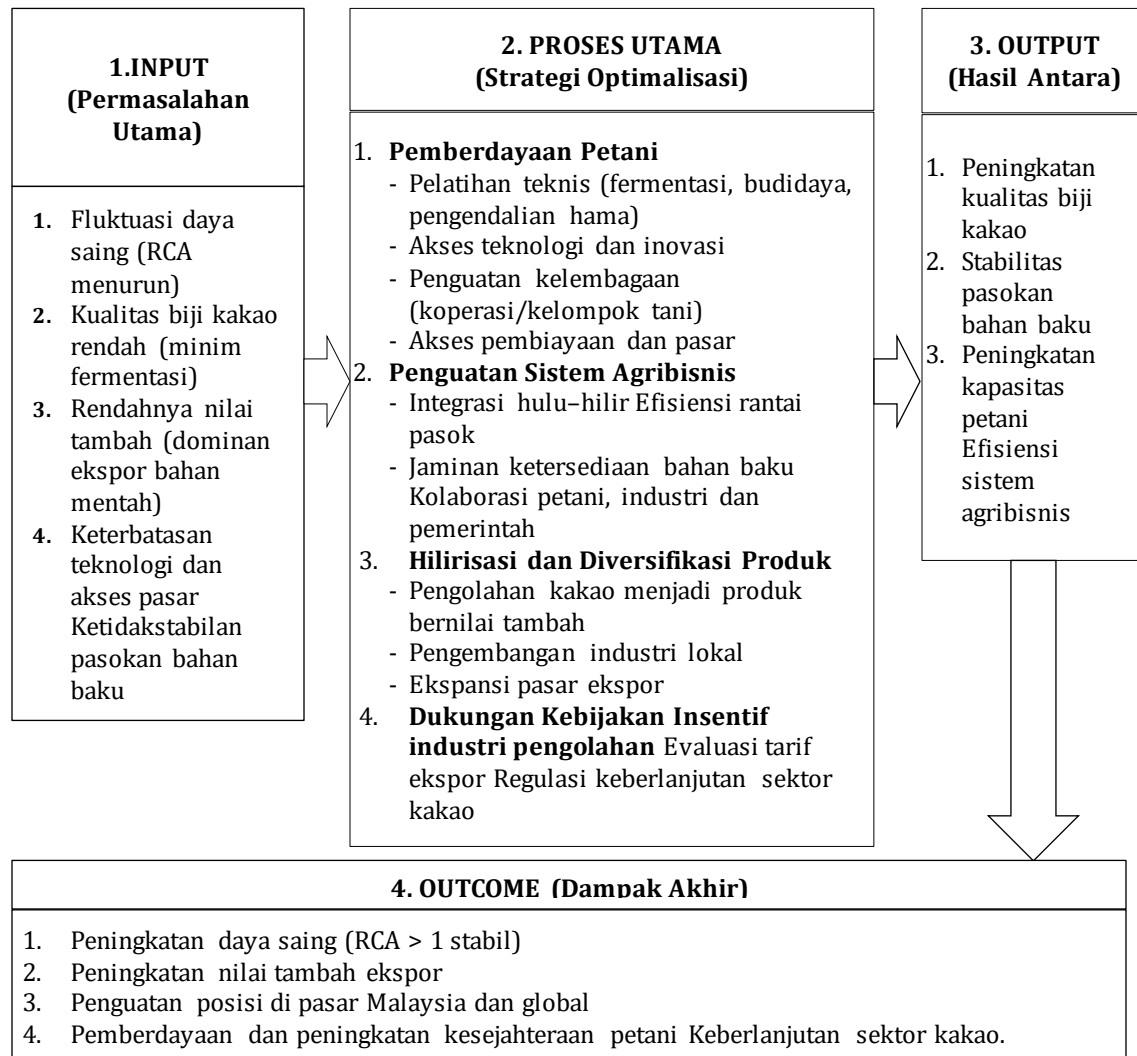 1.INPUT
(Permasalahan
Utama)
1. Fluktuasi daya
saing (RCA
menurun)
2. Kualitas biji kakao
rendah (minim
fermentasi)
3. Rendahnya nilai
tambah (dominan
ekspor bahan
mentah)
4. Keterbatasan
teknologi dan
akses pasar
Ketidakstabilan
pasokan bahan
baku
2. PROSES UTAMA
(Strategi Optimalisasi)
1. Pemberdayaan Petani
- Pelatihan teknis (fermentasi, budidaya,
pengendalian hama)
- Akses teknologi dan inovasi
- Penguatan kelembagaan
(koperasi/kelompok tani)
- Akses pembiayaan dan pasar
2. Penguatan Sistem Agribisnis
- Integrasi hulu–hilir Efisiensi rantai
pasok
- Jaminan ketersediaan bahan baku
Kolaborasi petani, industri dan
pemerintah
3. Hilirisasi dan Diversifikasi Produk
- Pengolahan kakao menjadi produk
bernilai tambah
- Pengembangan industri lokal
- Ekspansi pasar ekspor
4. Dukungan Kebijakan Insentif
industri pengolahan Evaluasi tarif
ekspor Regulasi keberlanjutan sektor
kakao
3. OUTPUT
(Hasil Antara)
1. Peningkatan
kualitas biji
kakao
2. Stabilitas
pasokan
bahan baku
3. Peningkatan
kapasitas
petani
Efisiensi
sistem
agribisnis
4. OUTCOME (Dampak Akhir)
1. Peningkatan daya saing (RCA > 1 stabil)
2. Peningkatan nilai tambah ekspor
3. Penguatan posisi di pasar Malaysia dan global
4. Pemberdayaan dan peningkatan kesejahteraan petani Keberlanjutan sektor kakao.